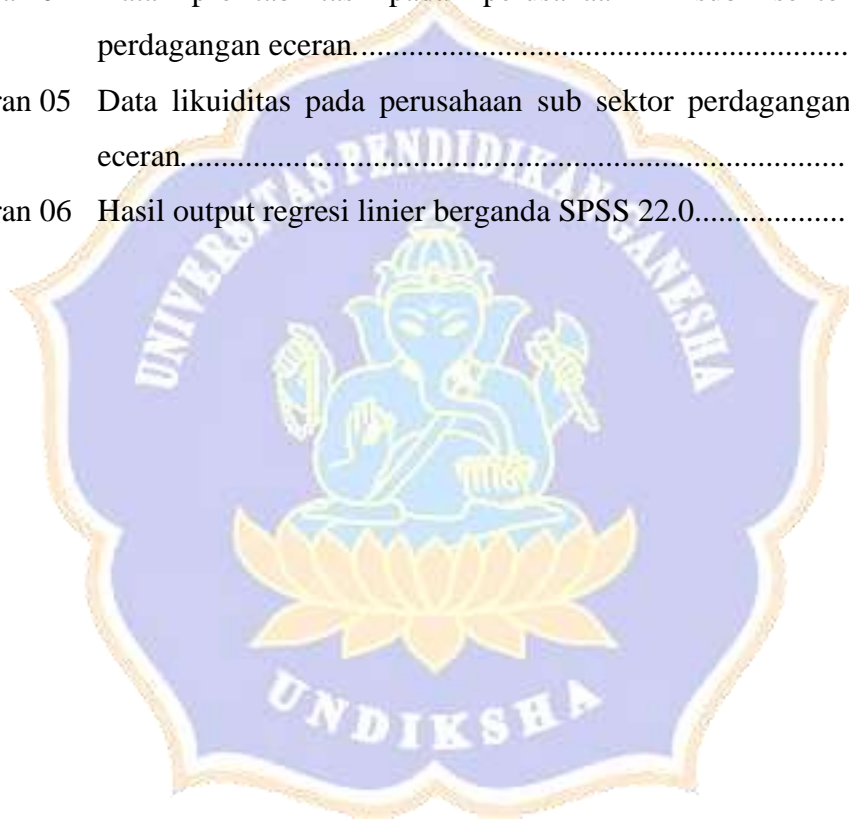 perdagangan eceran................................................................
ran 05 Data likuiditas pada perusahaan sub sektor perdagangan
eceran...........................................................................................
ran 06 Hasil output regresi linier berganda SPSS 22.0..................
UNIVERSITAS PENDIDIKAN GANESHA
UNDIKSHA